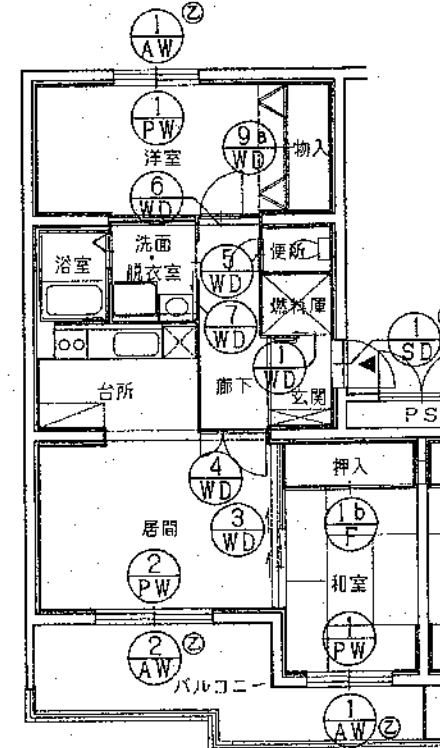 1 Z
AW
1
PW
洋室
9a
WD
物入
6
WD
浴室
洗面
・
脱衣室
5
WD
便所
燃料庫
7
WD
1
WD
1
SD
台所
廊下
玄関
PS
4
WD
押入
居間
3
WD
1b
F
2
PW
和室
1
PW
2 Z
AW
バルコニー
1
AW Z